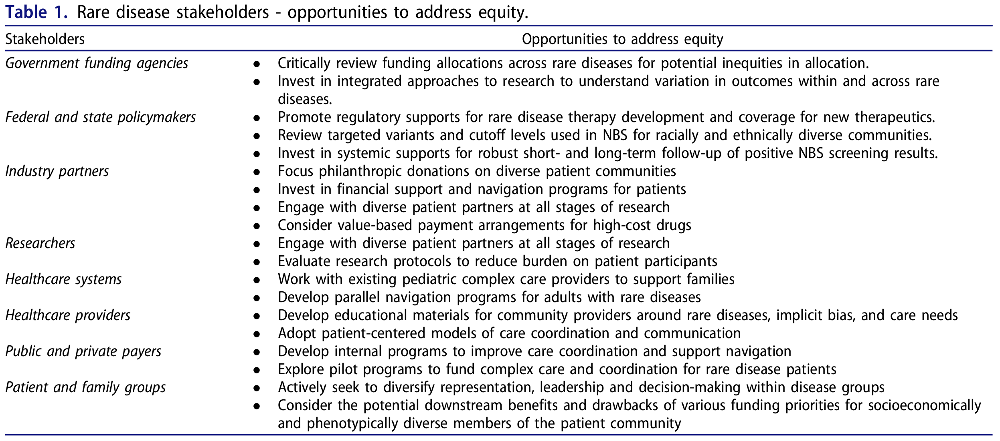 Table 1. Rare disease stakeholders - opportunities to address equity.
Stakeholders Opportunities to address equity
Government funding agencies ● Critically review funding allocations across rare diseases for potential inequities in allocation.
● Invest in integrated approaches to research to understand variation in outcomes within and across rare
diseases.
Federal and state policymakers ● Promote regulatory supports for rare disease therapy development and coverage for new therapeutics.
● Review targeted variants and cutoff levels used in NBS for racially and ethnically diverse communities.
● Invest in systemic supports for robust short- and long-term follow-up of positive NBS screening results.
Industry partners ● Focus philanthropic donations on diverse patient communities
● Invest in financial support and navigation programs for patients
● Engage with diverse patient partners at all stages of research
● Consider value-based payment arrangements for high-cost drugs
Researchers ● Engage with diverse patient partners at all stages of research
● Evaluate research protocols to reduce burden on patient participants
Healthcare systems ● Work with existing pediatric complex care providers to support families
● Develop parallel navigation programs for adults with rare diseases
Healthcare providers ● Develop educational materials for community providers around rare diseases, implicit bias, and care needs
● Adopt patient-centered models of care coordination and communication
Public and private payers ● Develop internal programs to improve care coordination and support navigation
● Explore pilot programs to fund complex care and coordination for rare disease patients
Patient and family groups ● Actively seek to diversify representation, leadership and decision-making within disease groups
● Consider the potential downstream benefits and drawbacks of various funding priorities for socioeconomically
and phenotypically diverse members of the patient community